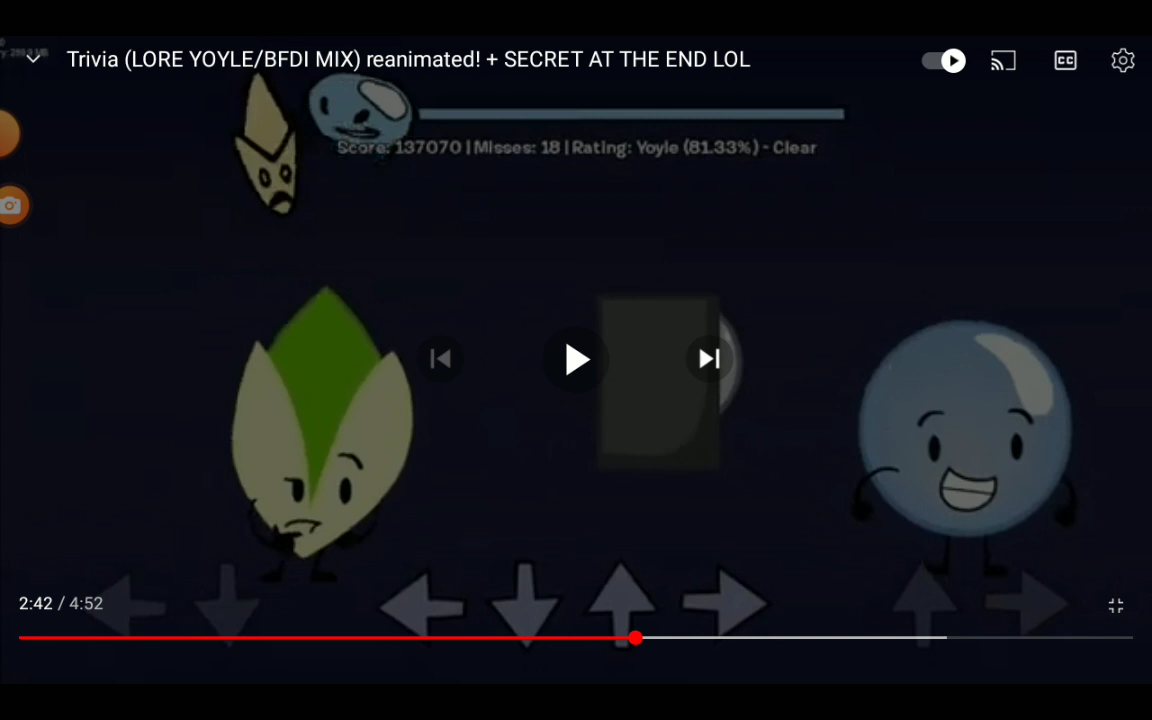 Trivia (LORE YOYLE/BFDI MIX) reanimated! + SECRET AT THE END LOL
CC
Score: 137070 | Misses: 18 | Rating: Yoyle (81.33%) - Clear
2:42 / 4:52